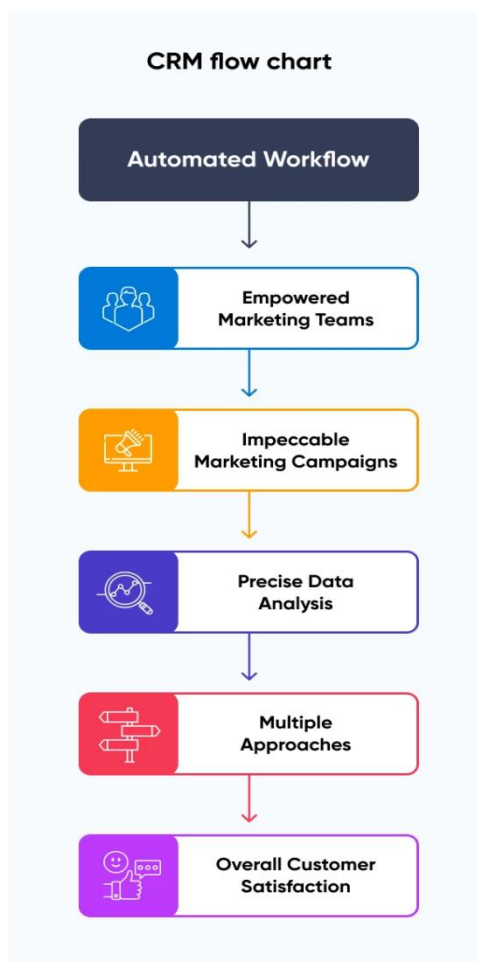 CRM flow chart
Automated Workflow
Empowered
Marketing Teams
Impeccable
Marketing Campaigns
Precise Data
Analysis
Multiple
Approaches
Overall Customer
Satisfaction